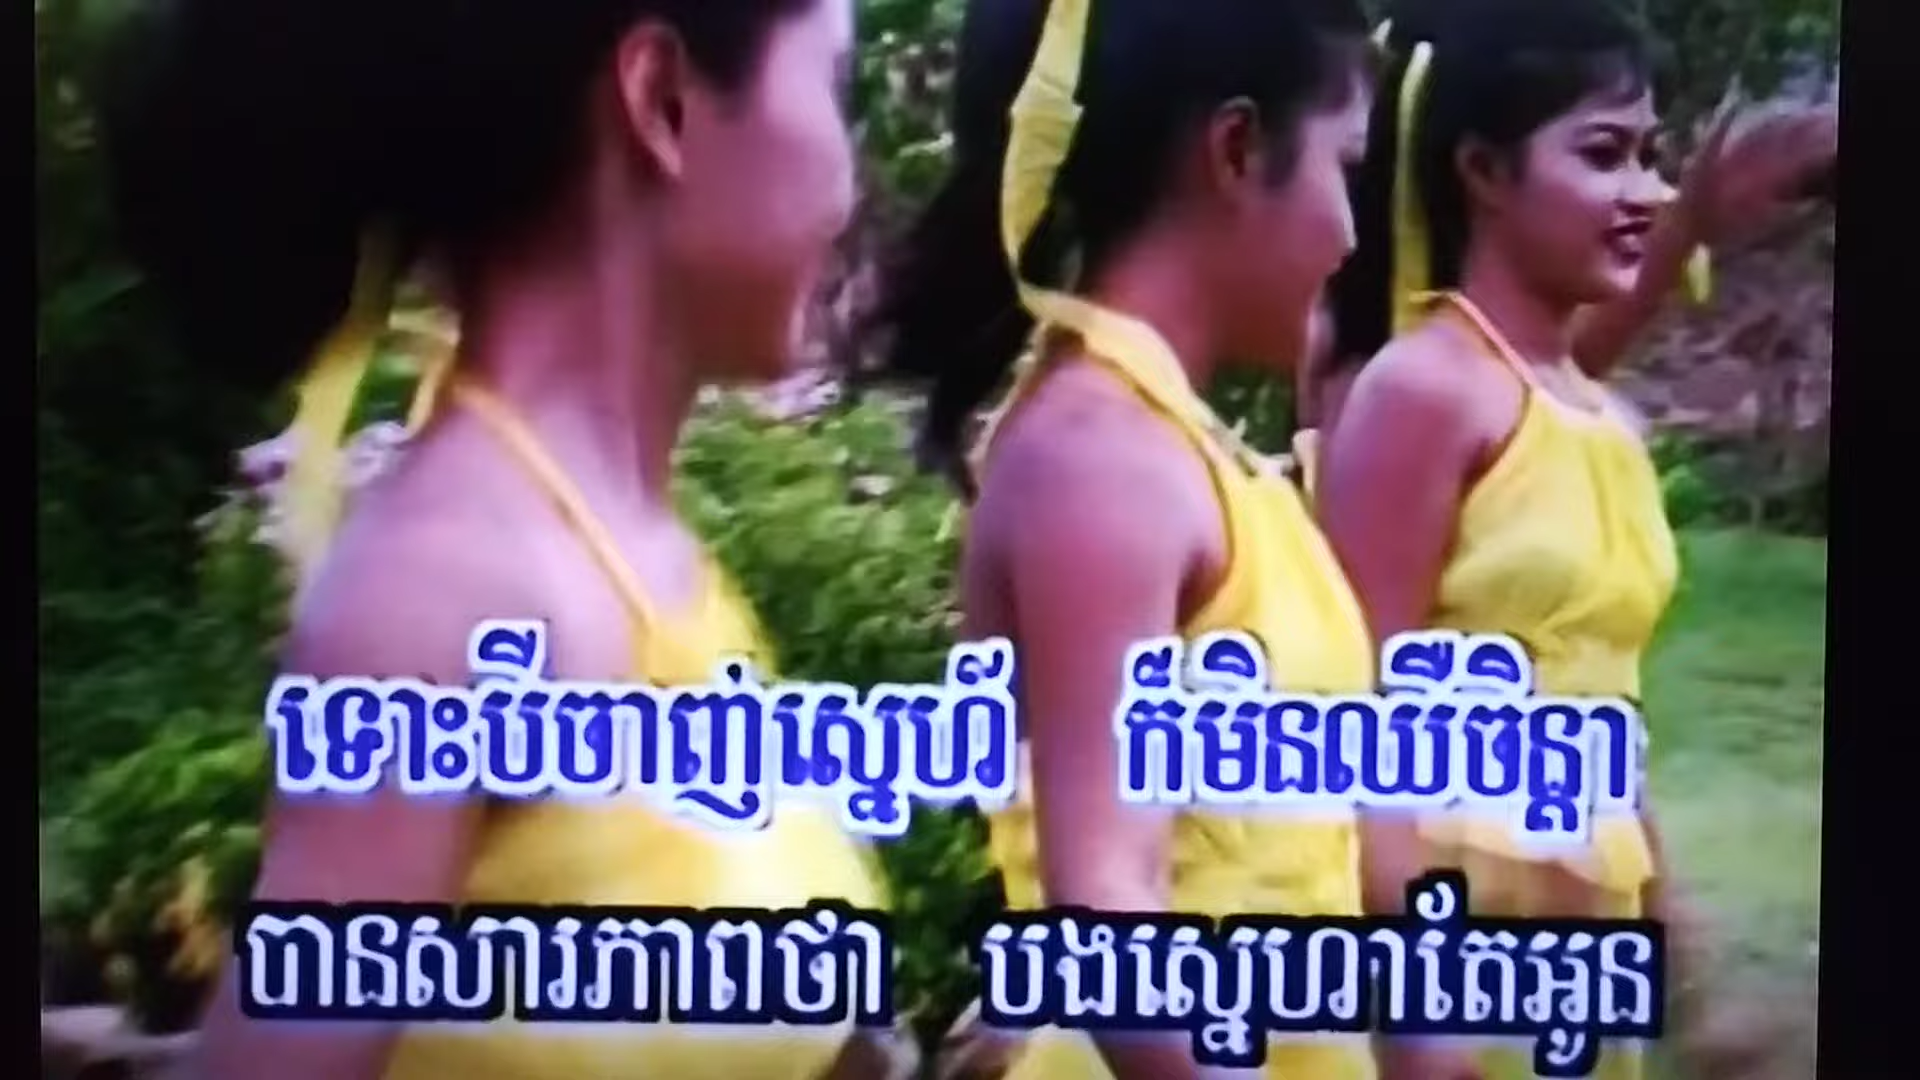 ទោះបីចាញ់ស្នេហ៍ ក៏មិនឈឺចិន្តា
បានសារភាពថា បងស្នេហាតែអូន